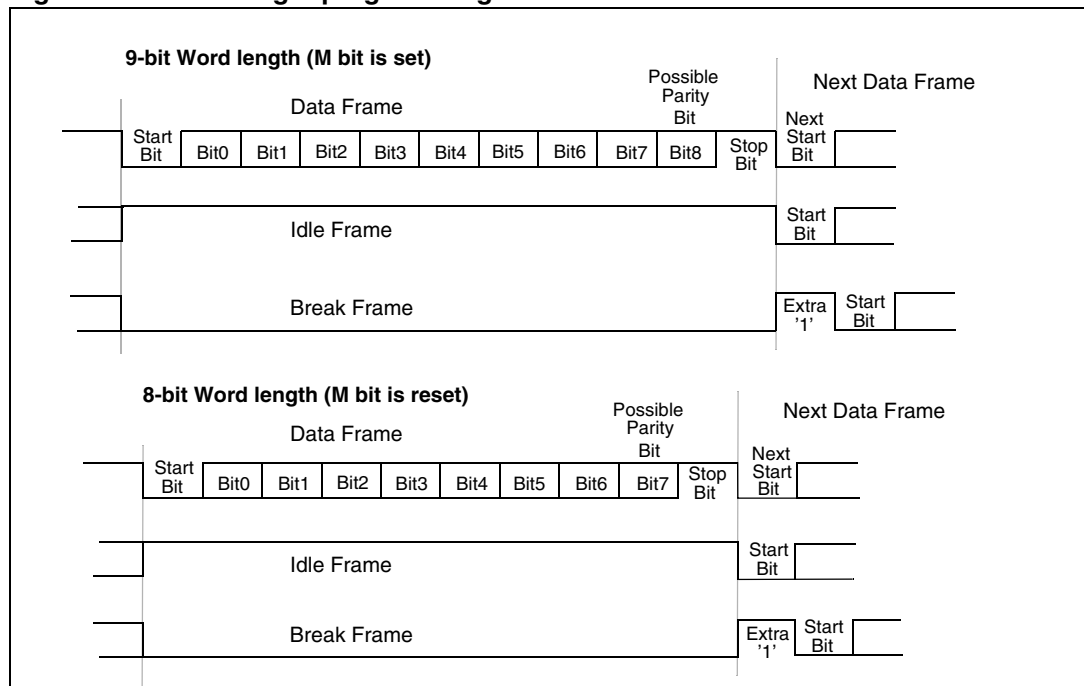 9-bit Word length (M bit is set)
Possible
Parity
Bit
Next Data Frame
Data Frame
Start
Bit
Bit0
Bit1
Bit2
Bit3
Bit4
Bit5
Bit6
Bit7
Bit8
Stop
Bit
Next
Start
Bit
Idle Frame
Start
Bit
Break Frame
Extra
'1'
Start
Bit
8-bit Word length (M bit is reset)
Possible
Parity
Bit
Next Data Frame
Data Frame
Start
Bit
Bit0
Bit1
Bit2
Bit3
Bit4
Bit5
Bit6
Bit7
Stop
Bit
Next
Start
Bit
Idle Frame
Start
Bit
Break Frame
Extra
'1'
Start
Bit